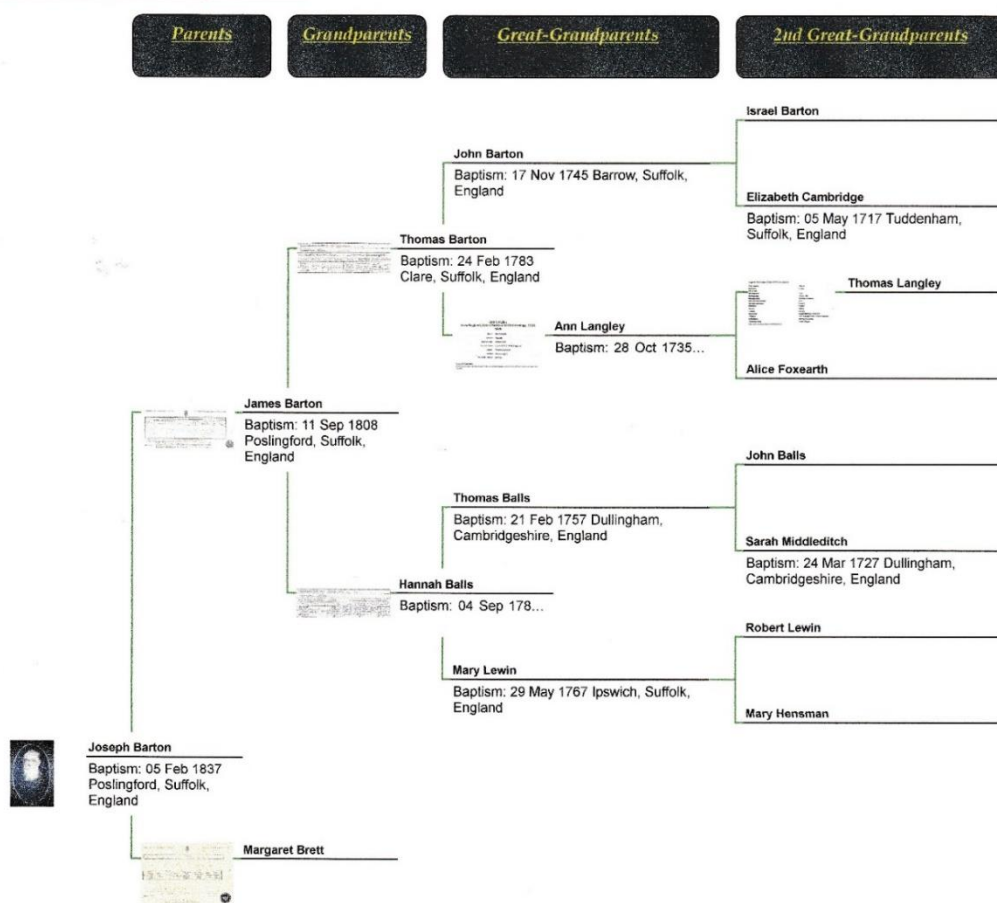 Parents
Grandparents
Great-Grandparents
2nd Great-Grandparents
Israel Barton
John Barton
Baptism: 17 Nov 1745 Barrow, Suffolk,
England
Elizabeth Cambridge
Baptism: 05 May 1717 Tuddenham,
Suffolk, England
Thomas Barton
Baptism: 24 Feb 1783
Clare, Suffolk, England
Thomas Langley
Ann Langley
Baptism: 28 Oct 1735...
Alice Foxearth
James Barton
Baptism: 11 Sep 1808
Poslingford, Suffolk,
England
John Balls
Thomas Balls
Baptism: 21 Feb 1757 Dullingham,
Cambridgeshire, England
Sarah Middleditch
Baptism: 24 Mar 1727 Dullingham,
Cambridgeshire, England
Hannah Balls
Baptism: 04 Sep 178...
Robert Lewin
Mary Lewin
Baptism: 29 May 1767 Ipswich, Suffolk,
England
Mary Hensman
Joseph Barton
Baptism: 05 Feb 1837
Poslingford, Suffolk,
England
Margaret Brett